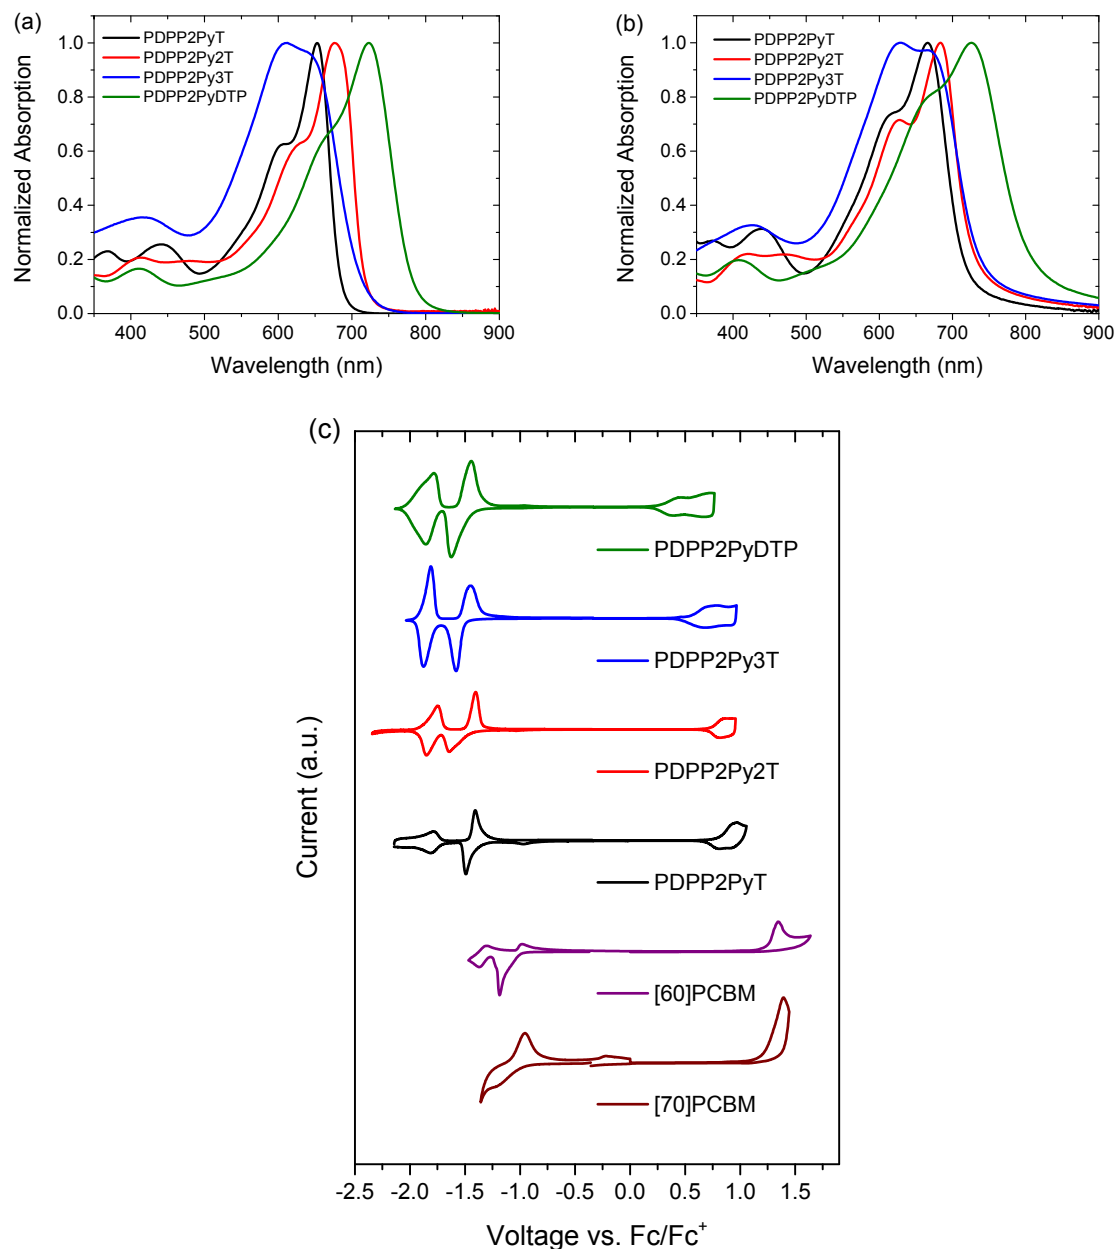 (a)
PDPP2PyT
PDPP2Py2T
PDPP2Py3T
PDPP2PyDTP
Normalized Absorption
1.0
0.8
0.6
0.4
0.2
0.0
400 500 600 700 800 900
Wavelength (nm)
(b)
PDPP2PyT
PDPP2Py2T
PDPP2Py3T
PDPP2PyDTP
Normalized Absorption
1.0
0.8
0.6
0.4
0.2
0.0
400 500 600 700 800 900
Wavelength (nm)
(c)
PDPP2PyDTP
PDPP2Py3T
PDPP2Py2T
PDPP2PyT
[60]PCBM
[70]PCBM
Current (a.u.)
-2.5 -2.0 -1.5 -1.0 -0.5 0.0 0.5 1.0 1.5
Voltage vs. Fc/Fc⁺